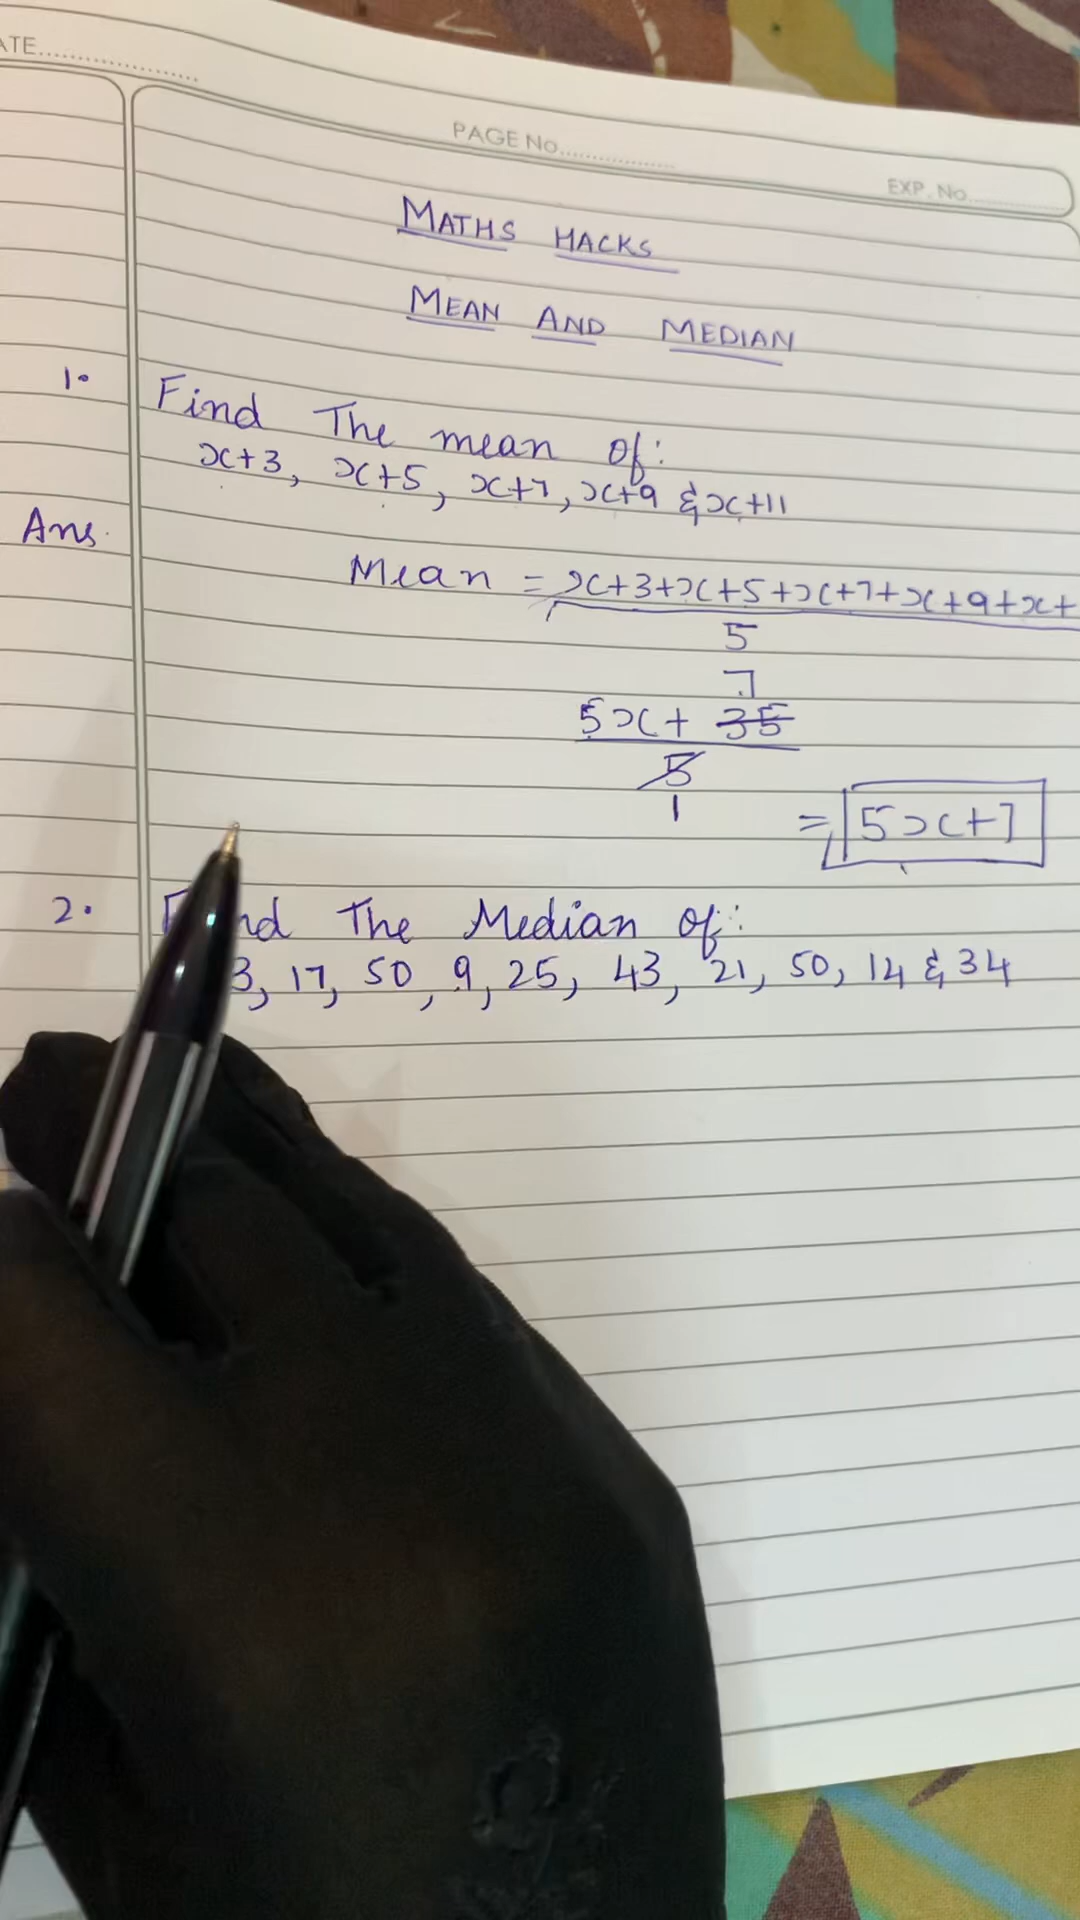 ATE....................
PAGE No..................
EXP. No..................
MATHS HACKS
MEAN AND MEDIAN
1. Find The mean of:
x+3, x+5, x+7, x+9 & x+11
Ans.
Mean = x+3+x+5+x+7+x+9+x+
5
7
5x+ 35
5
1
= 5x+7
2. The Median of:
3, 17, 50, 9, 25, 43, 21, 50, 14 & 34